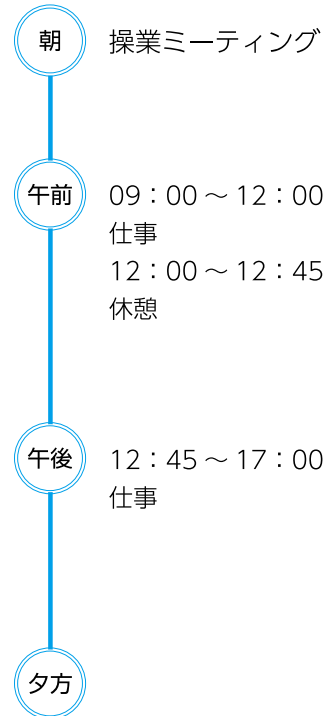 朝
操業ミーティング
午前
09：00～12：00
仕事
12：00～12：45
休憩
午後
12：45～17：00
仕事
夕方